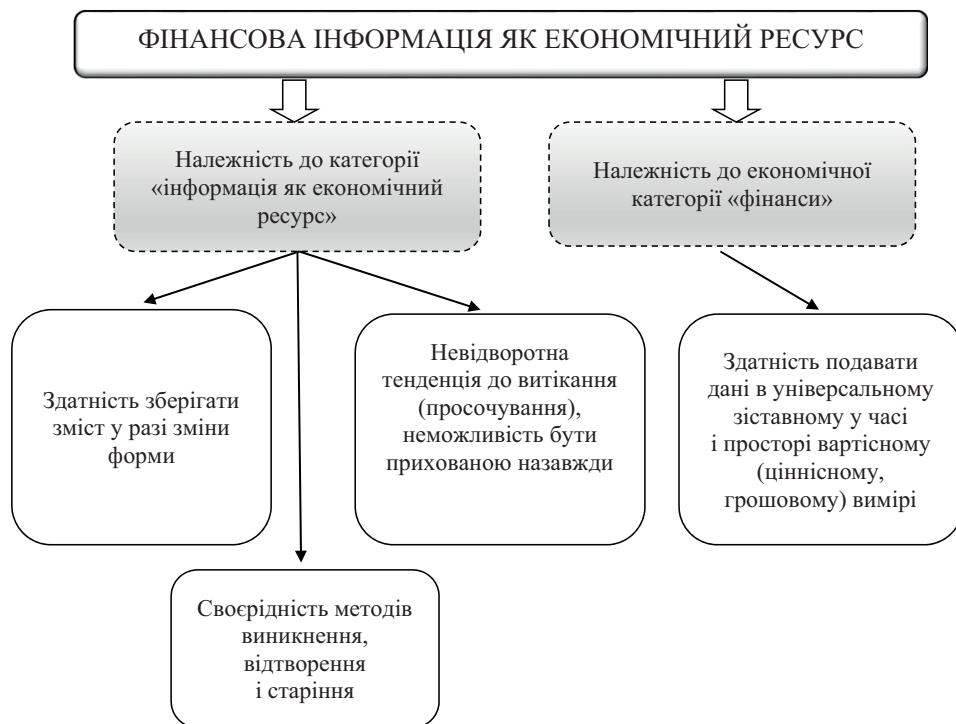 ФІНАНСОВА ІНФОРМАЦІЯ ЯК ЕКОНОМІЧНИЙ РЕСУРС
Належність до категорії
«інформація як економічний
ресурс»
Належність до економічної
категорії «фінанси»
Здатність зберігати
зміст у разі зміни
форми
Невідворотна
тенденція до витікання
(просочування),
неможливість бути
прихованою назавжди
Здатність подавати
дані в універсальному
зіставному у часі
і просторі вартісному
(ціннісному,
грошовому) вимірі
Своєрідність методів
виникнення,
відтворення
і старіння